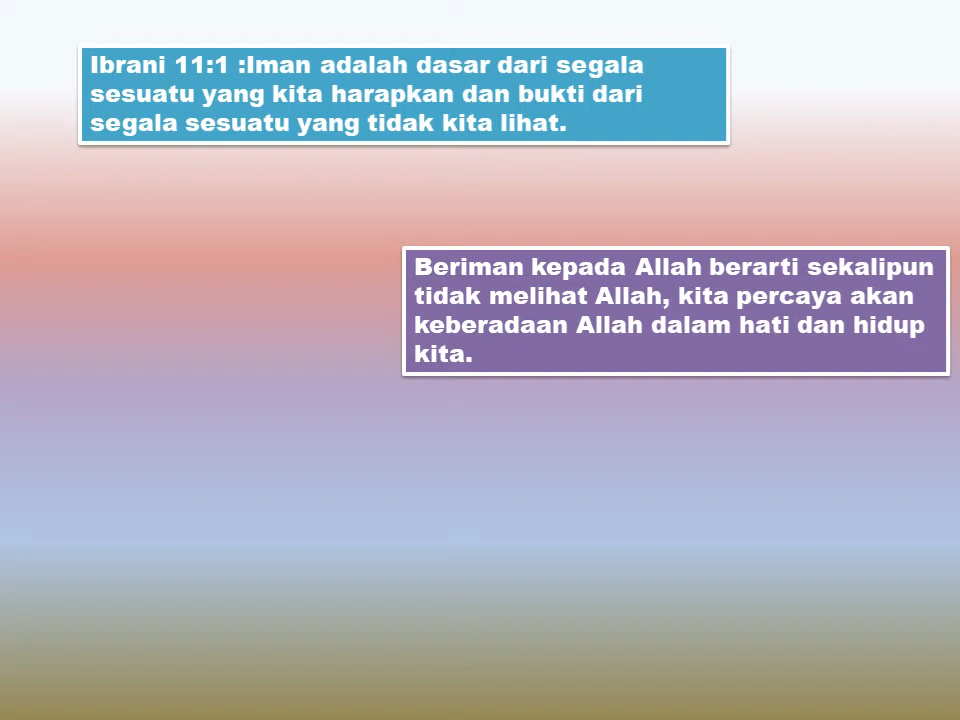 Ibrani 11:1 :Iman adalah dasar dari segala
sesuatu yang kita harapkan dan bukti dari
segala sesuatu yang tidak kita lihat.
Beriman kepada Allah berarti sekalipun
tidak melihat Allah, kita percaya akan
keberadaan Allah dalam hati dan hidup
kita.